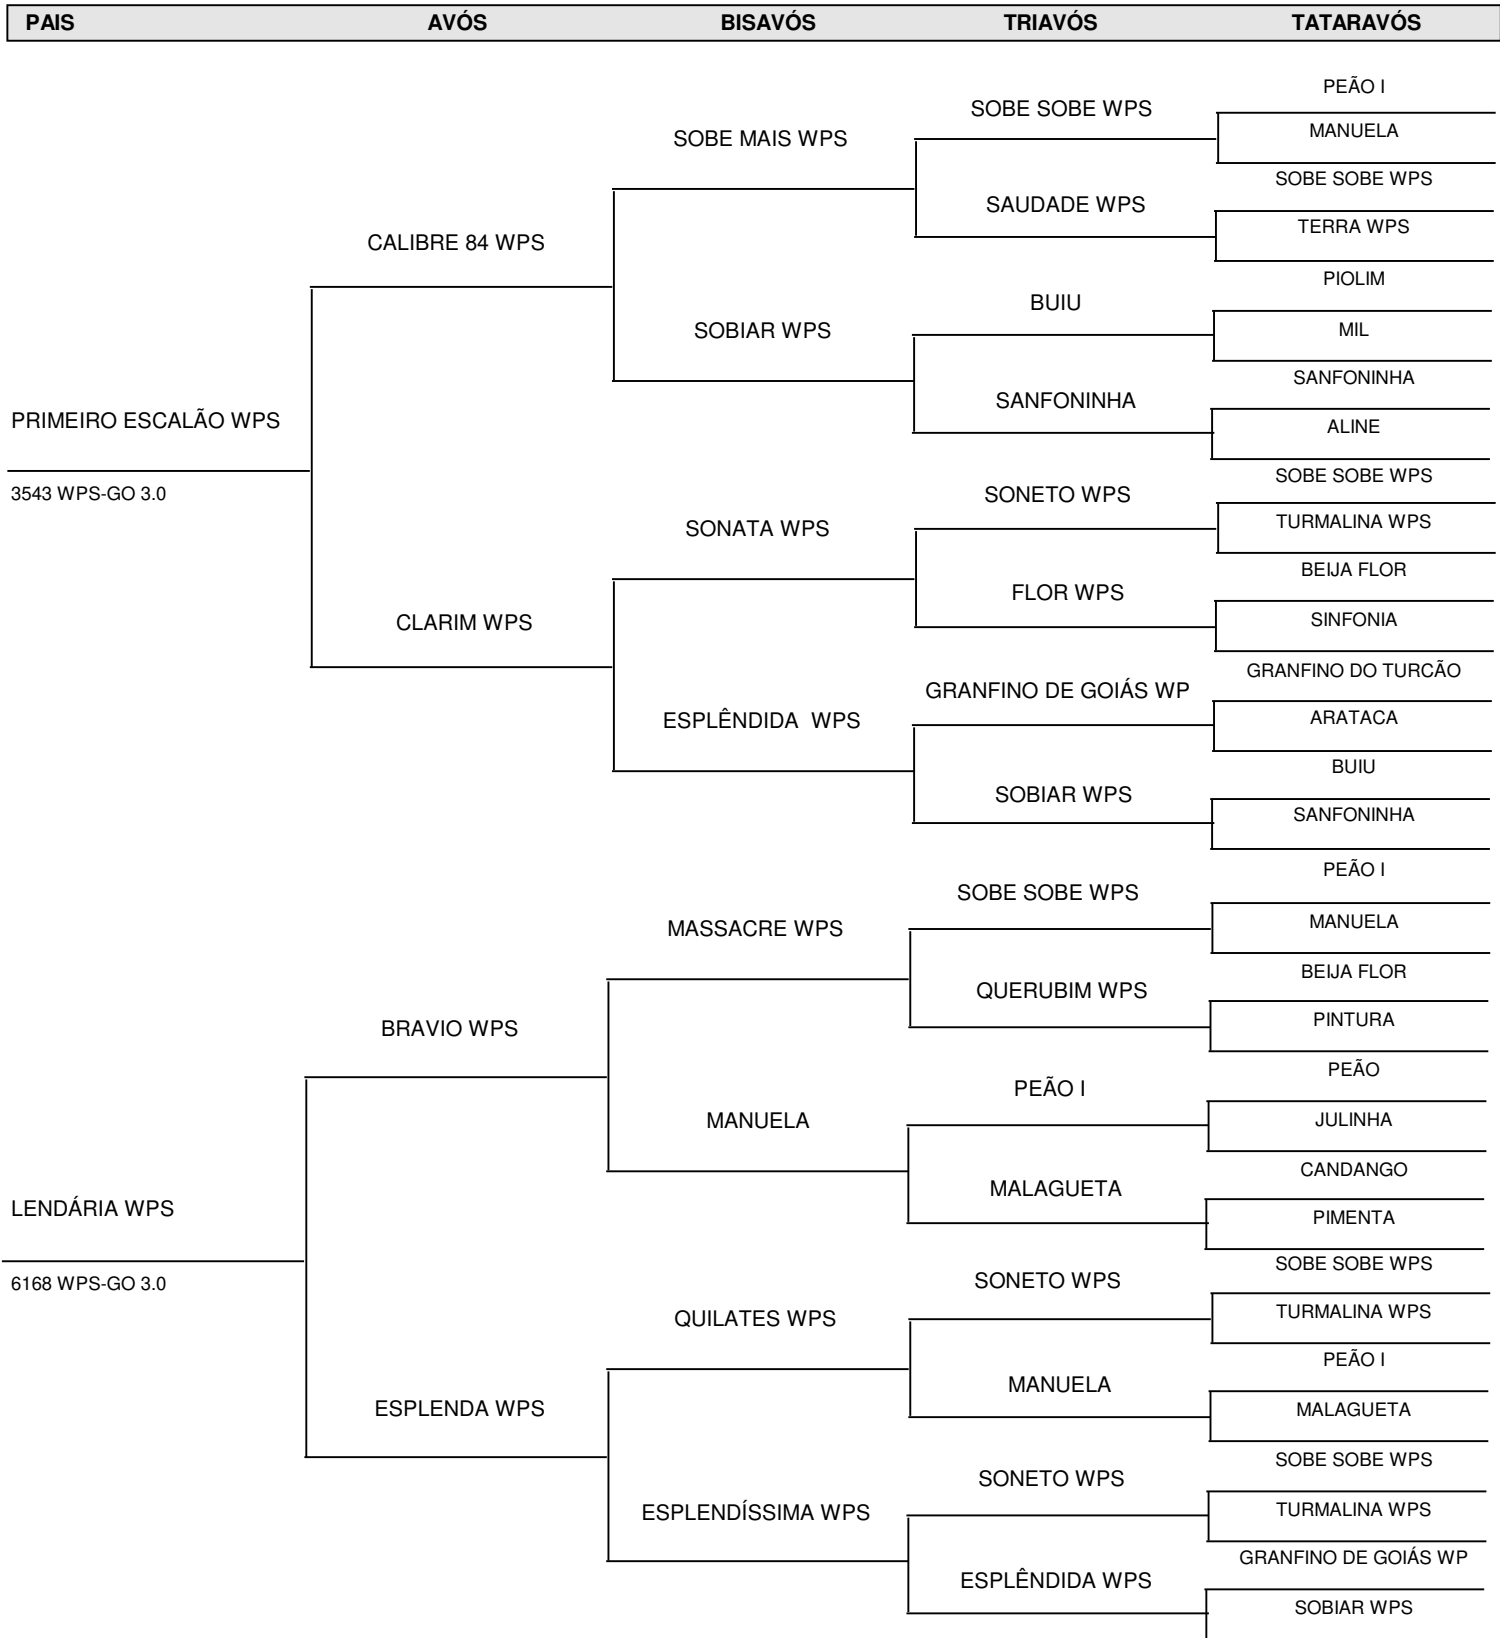 PAIS AVÓS BISAVÓS TRIAVÓS TATARAVÓS
PEÃO I
SOBE SOBE WPS
MANUELA
SOBE MAIS WPS
SOBE SOBE WPS
SAUDADE WPS
TERRA WPS
CALIBRE 84 WPS
PIOLIM
BUIU
MIL
SOBIAR WPS
SANFONINHA
SANFONINHA
ALINE
PRIMEIRO ESCALÃO WPS
3543 WPS-GO 3.0
SOBE SOBE WPS
SONETO WPS
TURMALINA WPS
SONATA WPS
BEIJA FLOR
FLOR WPS
SINFONIA
CLARIM WPS
GRANFINO DO TURCÃO
GRANFINO DE GOIÁS WP
ARATACA
ESPLÊNDIDA  WPS
BUIU
SOBIAR WPS
SANFONINHA
PEÃO I
SOBE SOBE WPS
MANUELA
MASSACRE WPS
BEIJA FLOR
QUERUBIM WPS
PINTURA
BRAVIO WPS
PEÃO
PEÃO I
JULINHA
MANUELA
CANDANGO
MALAGUETA
PIMENTA
LENDÁRIA WPS
6168 WPS-GO 3.0
SOBE SOBE WPS
SONETO WPS
TURMALINA WPS
QUILATES WPS
PEÃO I
MANUELA
MALAGUETA
ESPLENDA WPS
SOBE SOBE WPS
SONETO WPS
TURMALINA WPS
ESPLENDÍSSIMA WPS
GRANFINO DE GOIÁS WP
ESPLÊNDIDA WPS
SOBIAR WPS